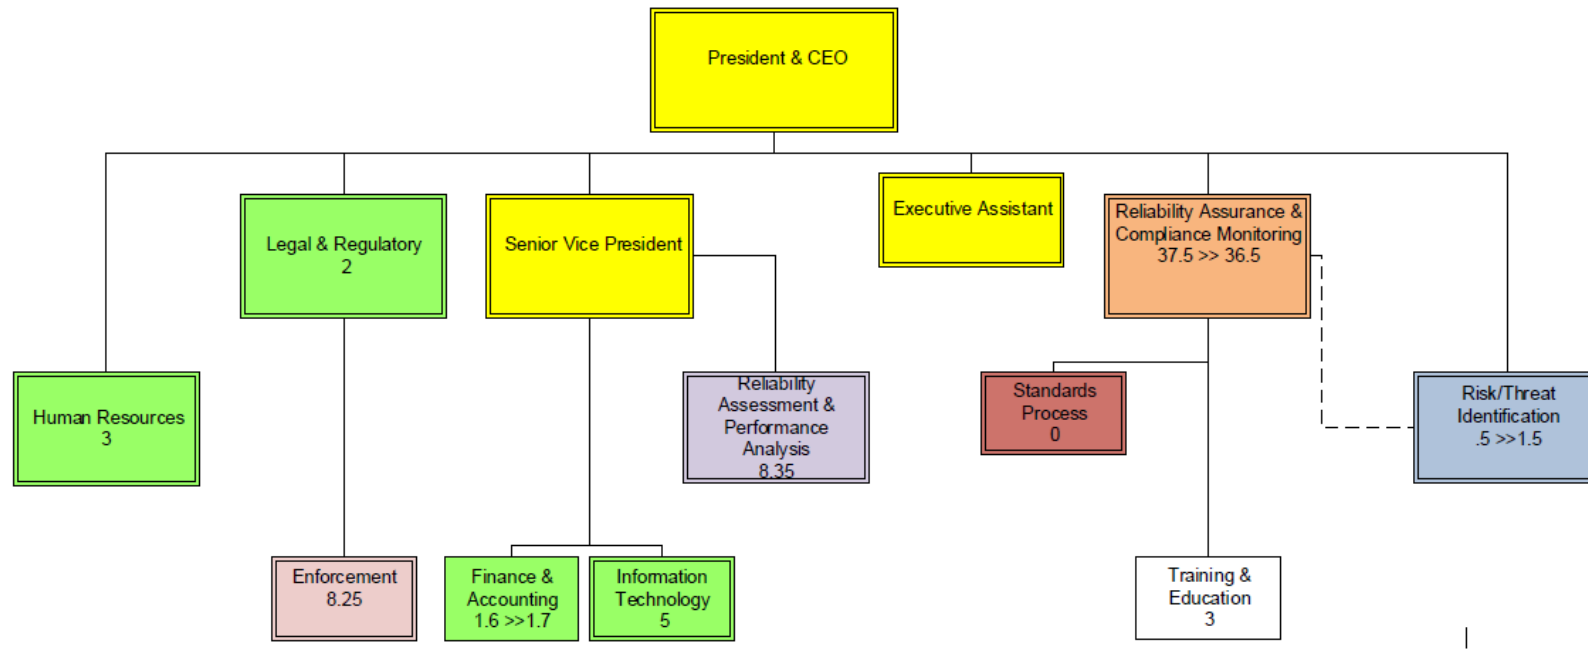 President & CEO
Executive Assistant
Reliability Assurance &
Compliance Monitoring
37.5 >> 36.5
Legal & Regulatory
2
Senior Vice President
Human Resources
3
Reliability
Assessment &
Performance
Analysis
8.35
Standards
Process
0
Risk/Threat
Identification
.5 >>1.5
Enforcement
8.25
Finance &
Accounting
1.6 >>1.7
Information
Technology
5
Training &
Education
3